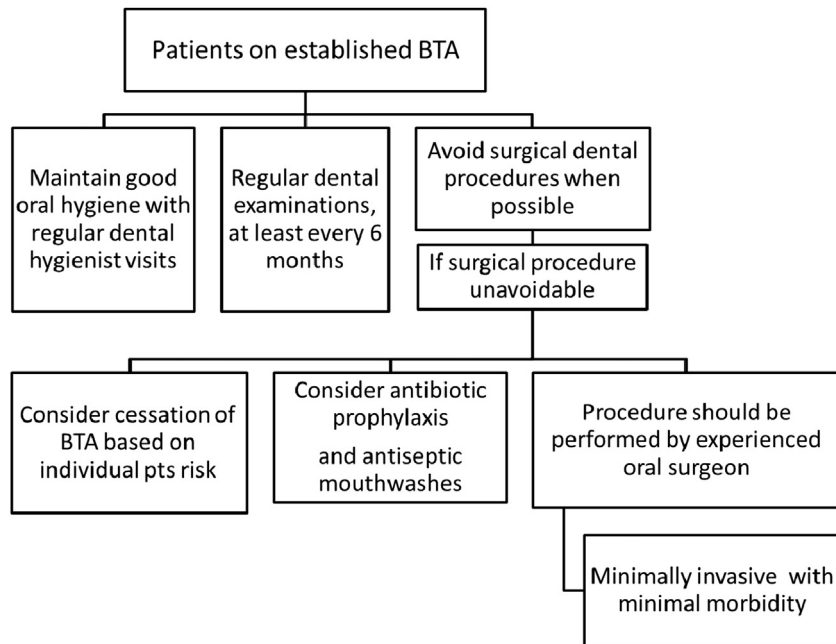 Patients on established BTA
Maintain good
oral hygiene with
regular dental
hygienist visits
Regular dental
examinations,
at least every 6
months
Avoid surgical dental
procedures when
possible
If surgical procedure
unavoidable
Consider cessation of
BTA based on
individual pts risk
Consider antibiotic
prophylaxis
and antiseptic
mouthwashes
Procedure should be
performed by experienced
oral surgeon
Minimally invasive with
minimal morbidity